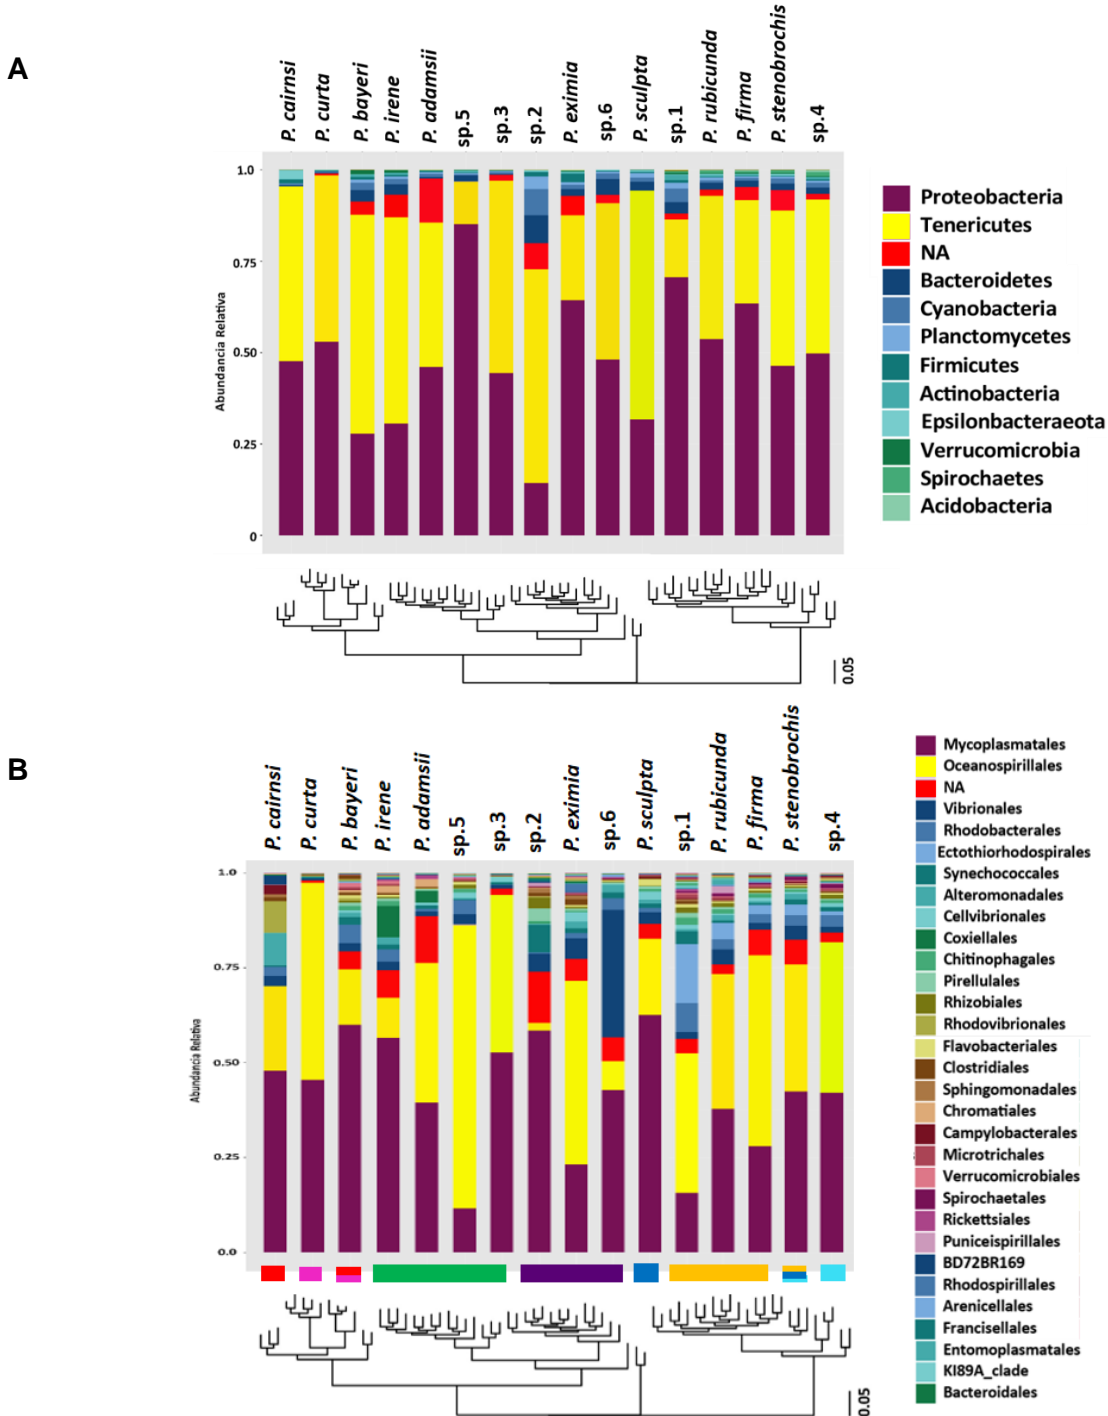 A
P. cairnsi
P. curta
P. bayeri
P. irene
P. adamsii
sp.5
sp.3
sp.2
P. eximia
sp.6
P. sculpta
sp.1
P. rubicunda
P. firma
P. stenobrochis
sp.4
1.0
0.75
0.50
0.25
0
Abundancia Relativa
Proteobacteria
Tenericutes
NA
Bacteroidetes
Cyanobacteria
Planctomycetes
Firmicutes
Actinobacteria
Epsilonbacteraeota
Verrucomicrobia
Spirochaetes
Acidobacteria
0.05
B
P. cairnsi
P. curta
P. bayeri
P. irene
P. adamsii
sp.5
sp.3
sp.2
P. eximia
sp.6
P. sculpta
sp.1
P. rubicunda
P. firma
P. stenobrochis
sp.4
1.0
0.75
0.50
0.25
0.0
Abundancia Relativa
Mycoplasmatales
Oceanospirillales
NA
Vibrionales
Rhodobacterales
Ectothiorhodospirales
Synechococcales
Alteromonadales
Cellvibrionales
Coxiellales
Chitinophagales
Pirellulales
Rhizobiales
Rhodovibrionales
Flavobacteriales
Clostridiales
Sphingomonadales
Chromatiales
Campylobacterales
Microtrichales
Verrucomicrobiales
Spirochaetales
Rickettsiales
Puniceispirillales
BD72BR169
Rhodospirillales
Arenicellales
Francisellales
Entomoplasmatales
KI89A_clade
Bacteroidales
0.05